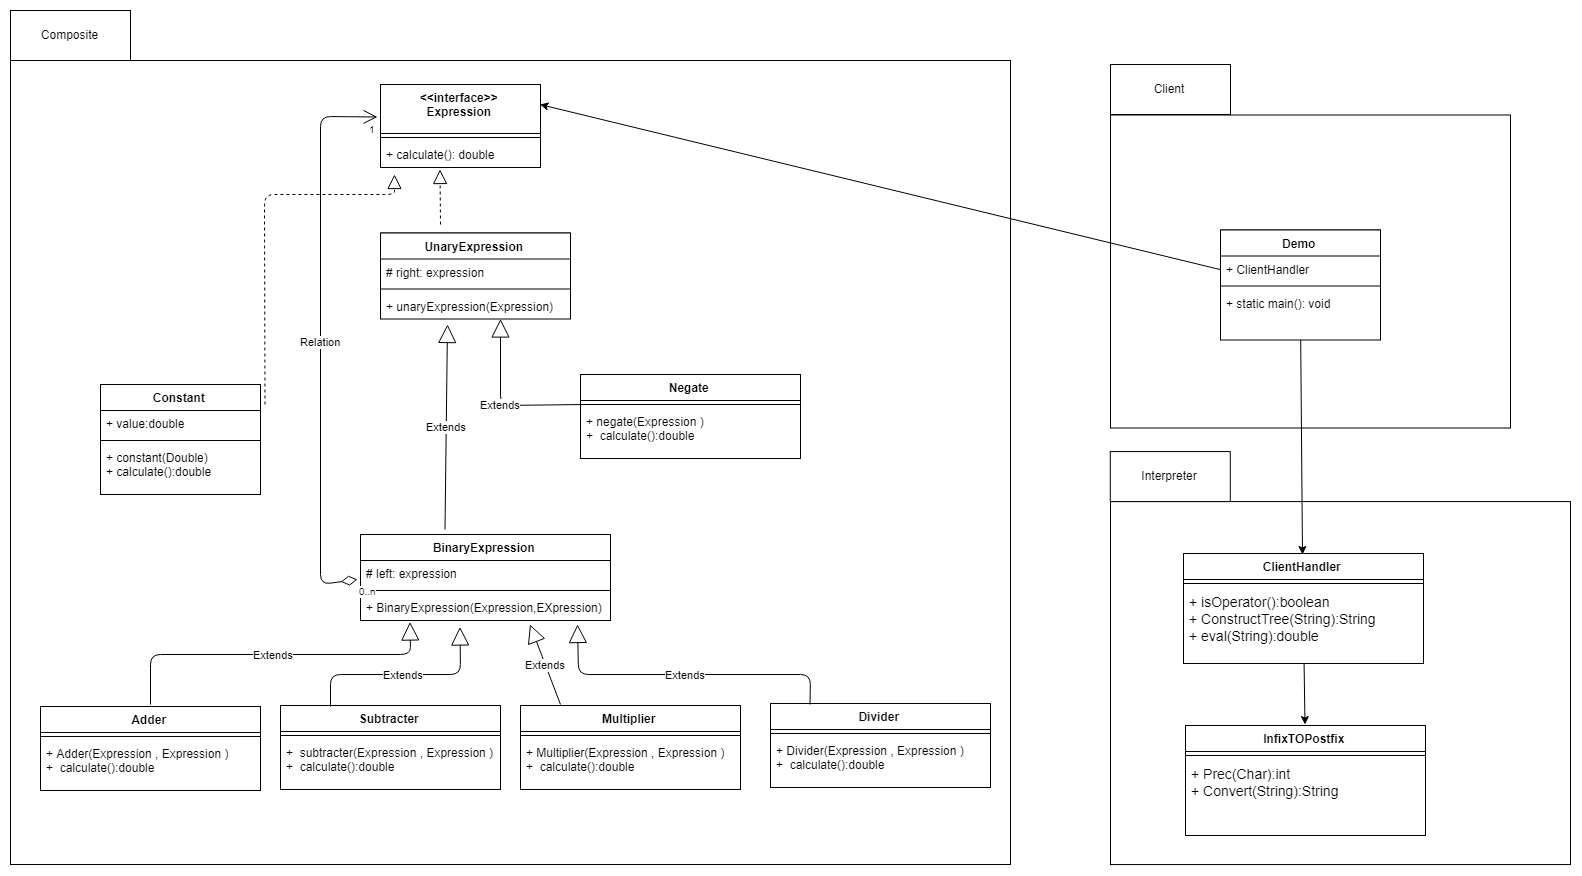 Composite
<<interface>>
Expression
+ calculate(): double
1
UnaryExpression
# right: expression
+ unaryExpression(Expression)
Relation
Constant
+ value:double
+ constant(Double)
+ calculate():double
Extends
Extends
Negate
+ negate(Expression )
+ calculate():double
BinaryExpression
# left: expression
0..n
+ BinaryExpression(Expression,EXpression)
Extends
Extends
Extends
Extends
Adder
+ Adder(Expression , Expression )
+ calculate():double
Subtracter
+ subtracter(Expression , Expression )
+ calculate():double
Multiplier
+ Multiplier(Expression , Expression )
+ calculate():double
Divider
+ Divider(Expression , Expression )
+ calculate():double
Client
Demo
+ ClientHandler
+ static main(): void
Interpreter
ClientHandler
+ isOperator():boolean
+ ConstructTree(String):String
+ eval(String):double
InfixTOPostfix
+ Prec(Char):int
+ Convert(String):String